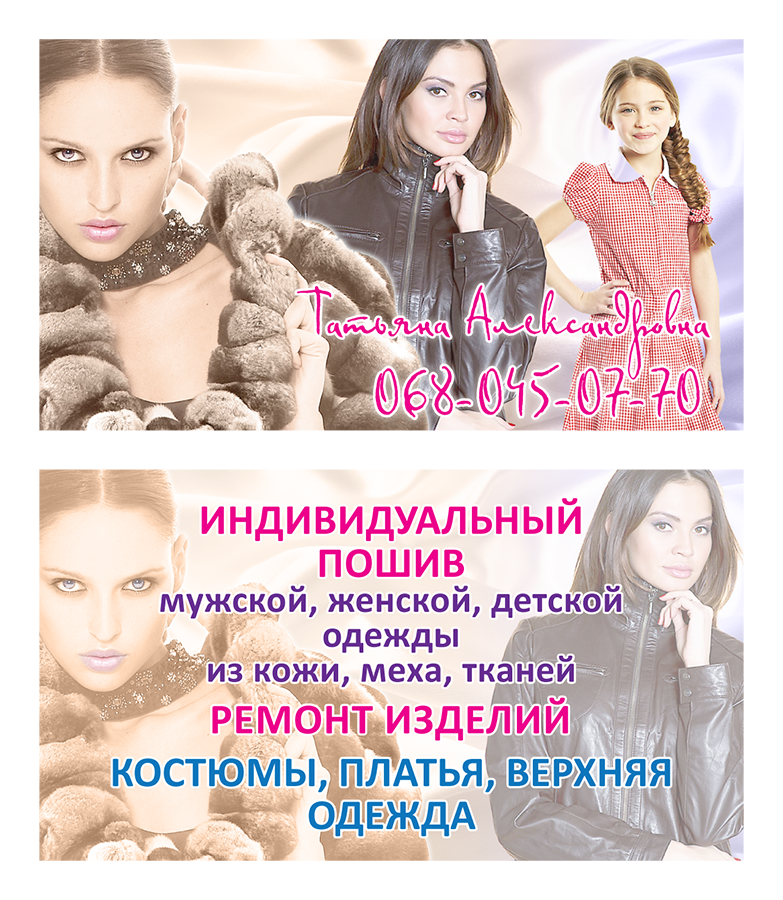 Татьяна Александровна
068-045-07-70
ИНДИВИДУАЛЬНЫЙ
ПОШИВ
мужской, женской, детской
одежды
из кожи, меха, тканей
РЕМОНТ ИЗДЕЛИЙ
КОСТЮМЫ, ПЛАТЬЯ, ВЕРХНЯЯ
ОДЕЖДА